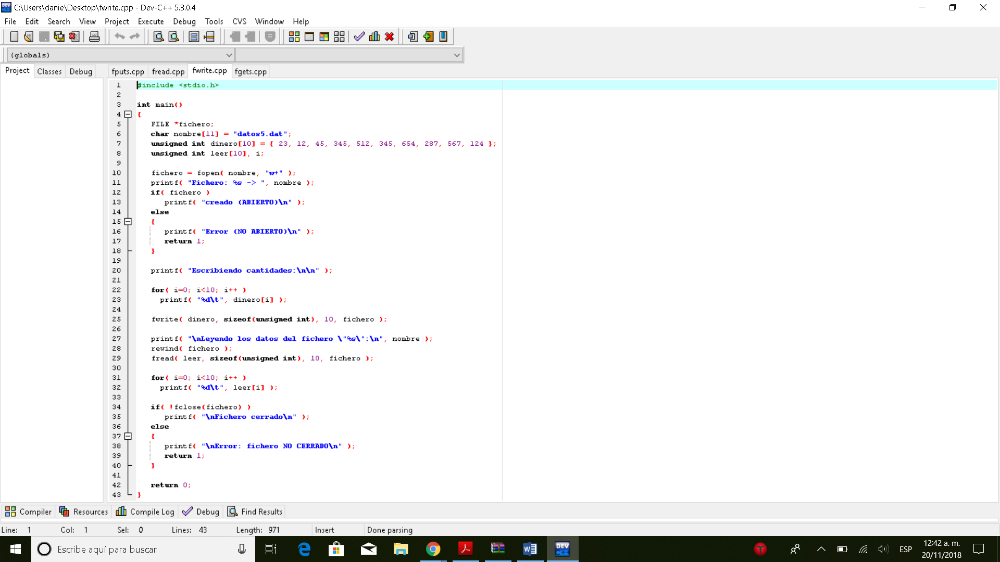 C:\Users\danie\Desktop\fwrite.cpp - Dev-C++ 5.3.0.4
File Edit Search View Project Execute Debug Tools CVS Window Help
(globals)
Project Classes Debug
fputs.cpp fread.cpp fwrite.cpp fgets.cpp
1 #include <stdio.h>
2
3 int main()
4 {
5 FILE *fichero;
6 char nombre[11] = "datos5.dat";
7 unsigned int dinero[10] = { 23, 12, 45, 345, 512, 345, 654, 287, 567, 124 };
8 unsigned int leer[10], i;
9
10 fichero = fopen( nombre, "w+" );
11 printf( "Fichero: %s -> ", nombre );
12 if( fichero )
13 printf( "creado (ABIERTO)\n" );
14 else
15 {
16 printf( "Error (NO ABIERTO)\n" );
17 return 1;
18 }
19
20 printf( "Escribiendo cantidades:\n\n" );
21
22 for( i=0; i<10; i++ )
23 printf( "%d\t", dinero[i] );
24
25 fwrite( dinero, sizeof(unsigned int), 10, fichero );
26
27 printf( "\nLeyendo los datos del fichero \"%s\":\n", nombre );
28 rewind( fichero );
29 fread( leer, sizeof(unsigned int), 10, fichero );
30
31 for( i=0; i<10; i++ )
32 printf( "%d\t", leer[i] );
33
34 if( !fclose(fichero) )
35 printf( "\nFichero cerrado\n" );
36 else
37 {
38 printf( "\nError: fichero NO CERRADO\n" );
39 return 1;
40 }
41
42 return 0;
43 }
Compiler Resources Compile Log Debug Find Results
Line: 1 Col: 1 Sel: 0 Lines: 43 Length: 971 Insert Done parsing
Escribe aquí para buscar
ESP
12:42 a. m.
20/11/2018